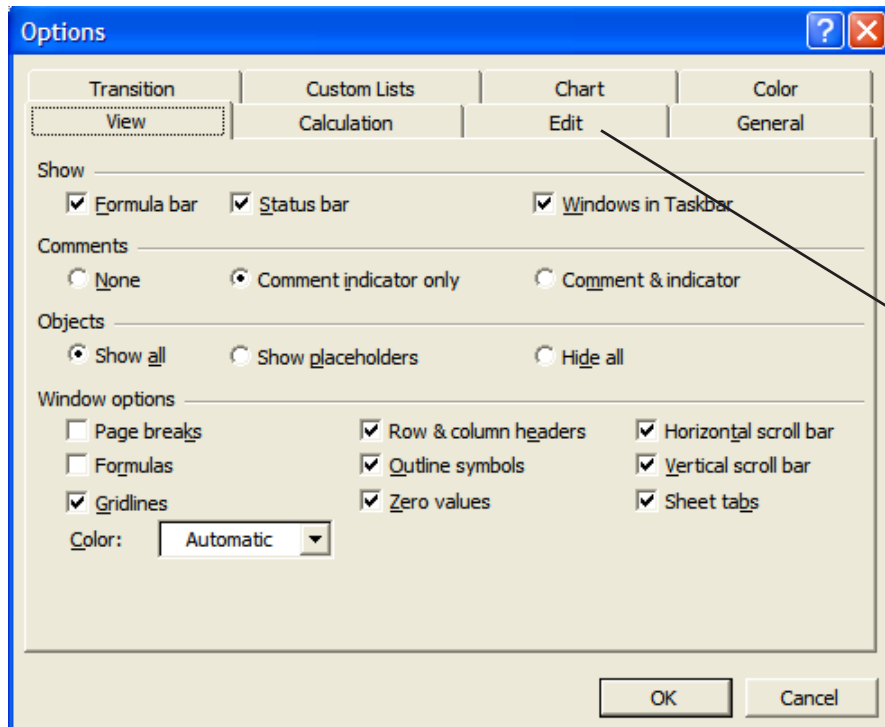 Options
Transition Custom Lists Chart Color
View Calculation Edit General
Show
Formula bar Status bar Windows in Taskbar
Comments
None Comment indicator only Comment & indicator
Objects
Show all Show placeholders Hide all
Window options
Page breaks Row & column headers Horizontal scroll bar
Formulas Outline symbols Vertical scroll bar
Gridlines Zero values Sheet tabs
Color: Automatic
OK Cancel